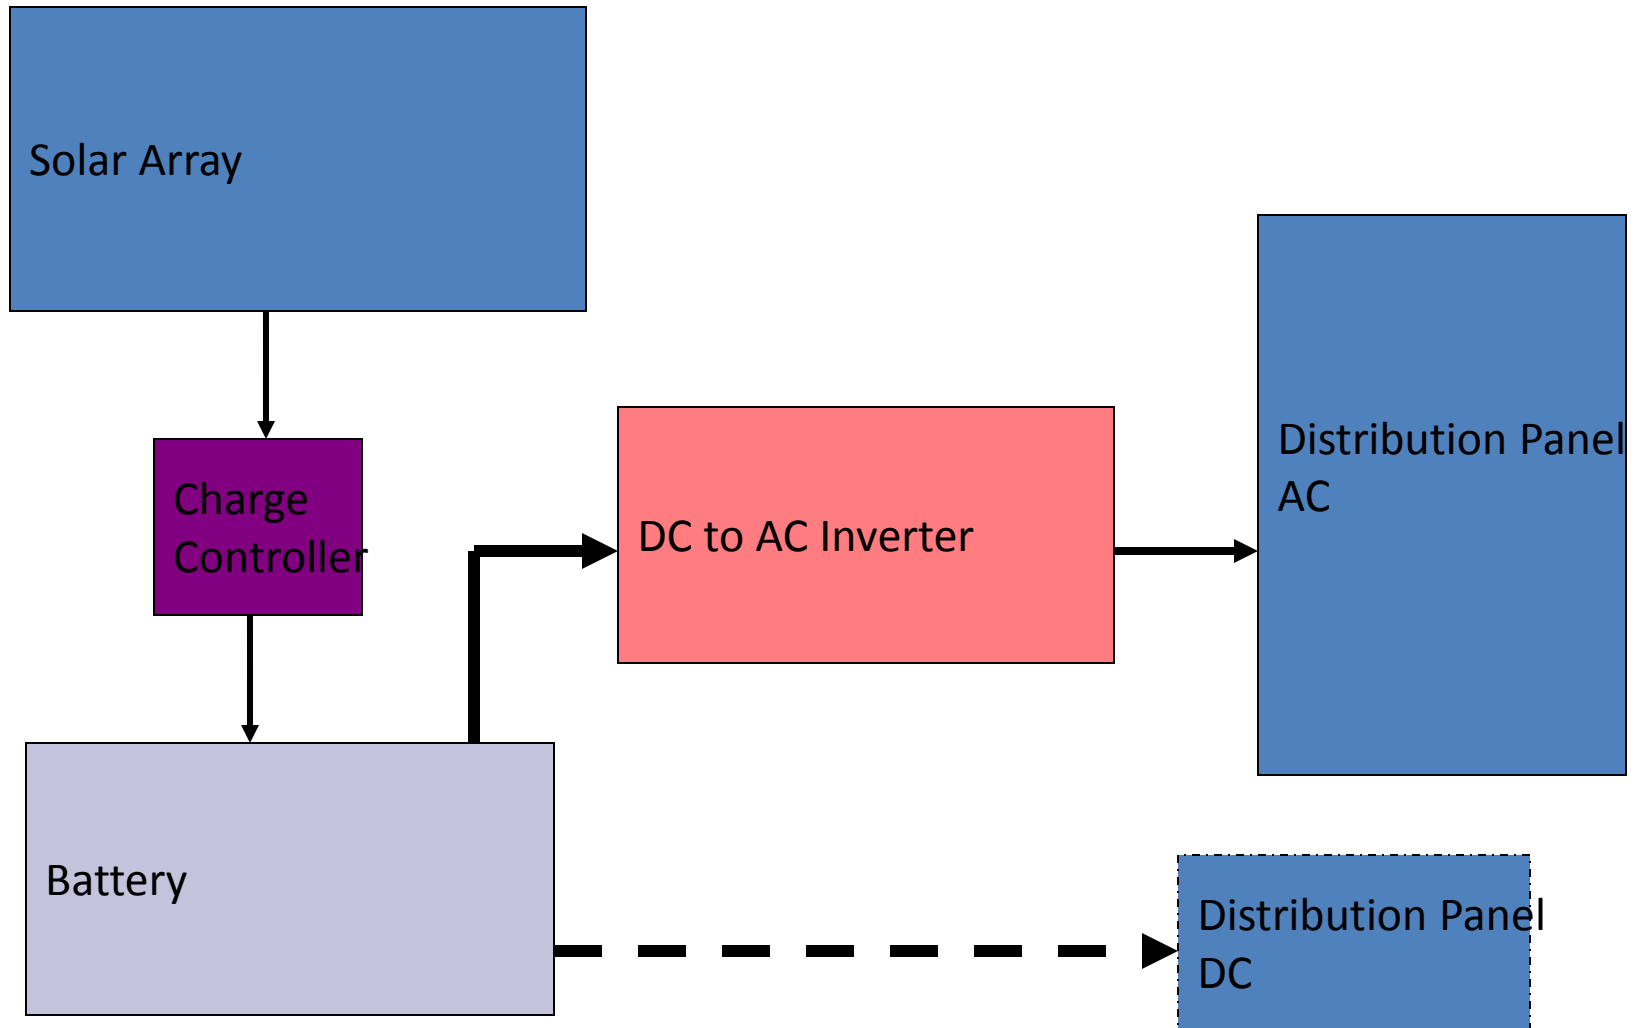 Solar Array
Charge
Controller
DC to AC Inverter
Distribution Panel
AC
Battery
Distribution Panel
DC